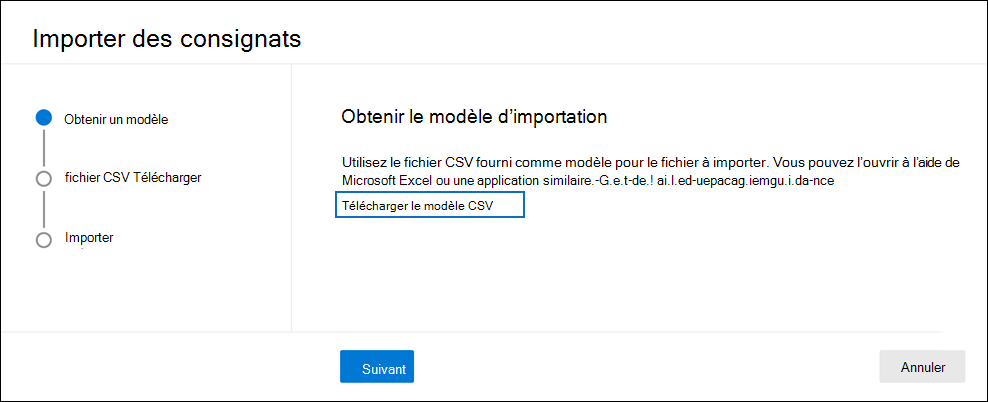 Importer des consignats
Obtenir un modèle
fichier CSV Télécharger
Importer
Obtenir le modèle d’importation
Utilisez le fichier CSV fourni comme modèle pour le fichier à importer. Vous pouvez l’ouvrir à l’aide de
Microsoft Excel ou une application similaire.-G.e.t-de.! ai.l.ed-uepacag.iemgu.i.da-nce
Télécharger le modèle CSV
Suivant
Annuler